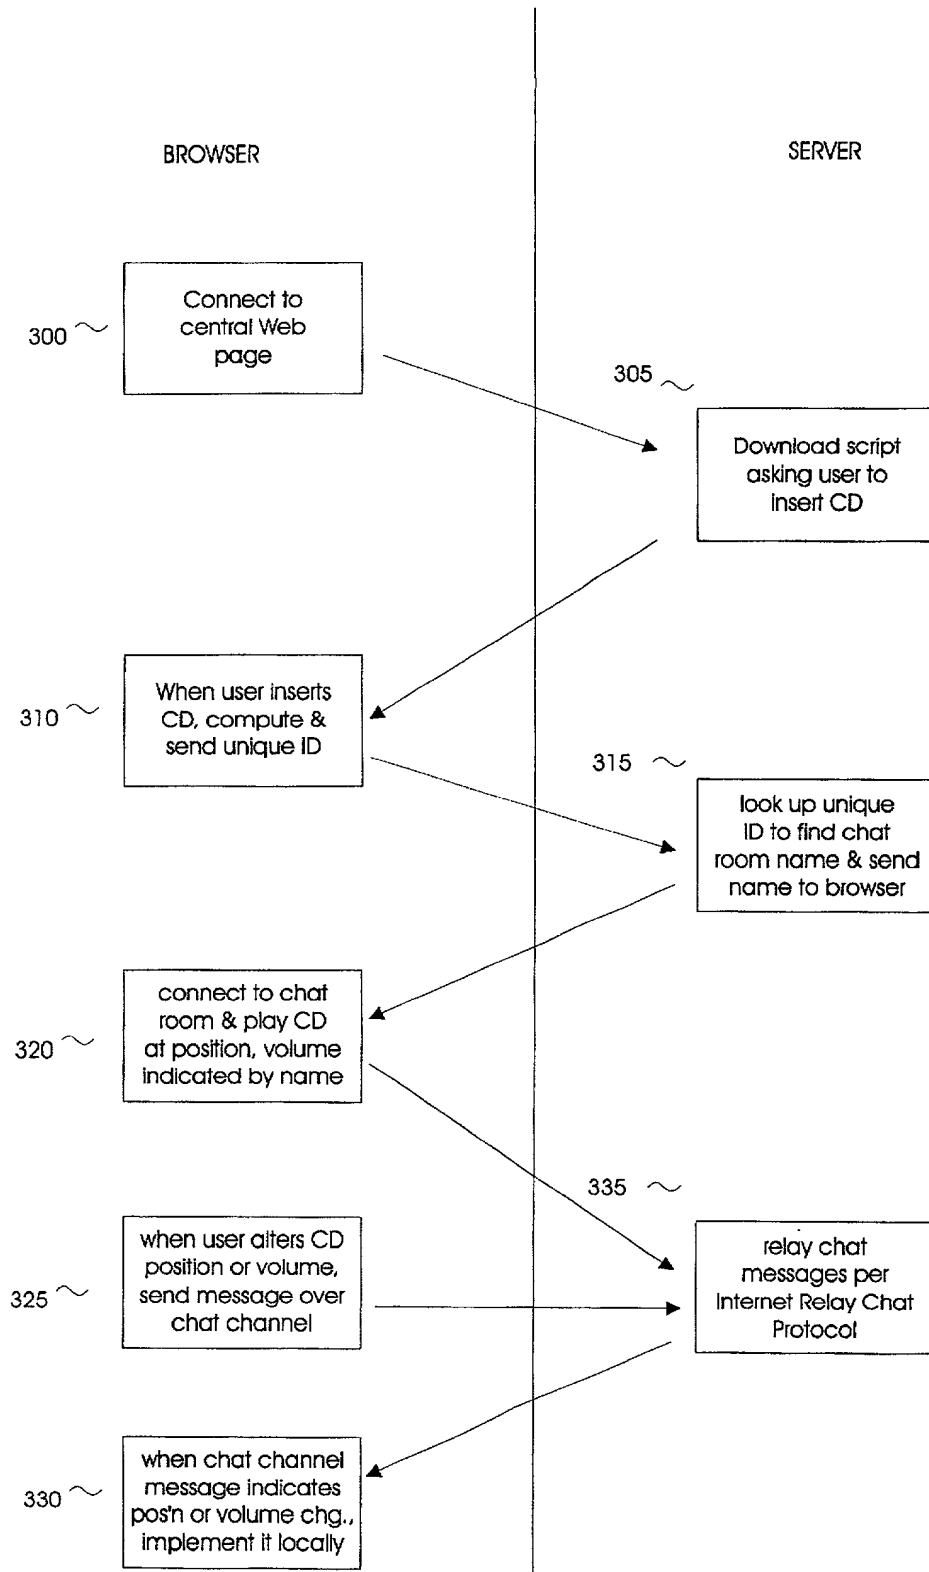 BROWSER
SERVER
300
Connect to
central Web
page
305
Download script
asking user to
insert CD
310
When user inserts
CD, compute &
send unique ID
315
look up unique
ID to find chat
room name & send
name to browser
320
connect to chat
room & play CD
at position, volume
indicated by name
335
relay chat
messages per
Internet Relay Chat
Protocol
325
when user alters CD
position or volume,
send message over
chat channel
330
when chat channel
message indicates
pos'n or volume chg.,
implement it locally